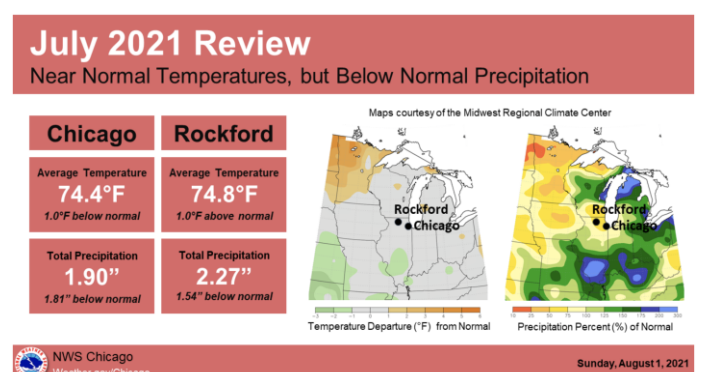 July 2021 Review
Near Normal Temperatures, but Below Normal Precipitation
Maps courtesy of the Midwest Regional Climate Center
Chicago
Average Temperature
74.4°F
1.0°F below normal
Total Precipitation
1.90”
1.81” below normal
Rockford
Average Temperature
74.8°F
1.0°F above normal
Total Precipitation
2.27”
1.54” below normal
Rockford
Chicago
Temperature Departure (°F) from Normal
Rockford
Chicago
Precipitation Percent (%) of Normal
NWS Chicago
Weather.gov/Chicago
Sunday, August 1, 2021